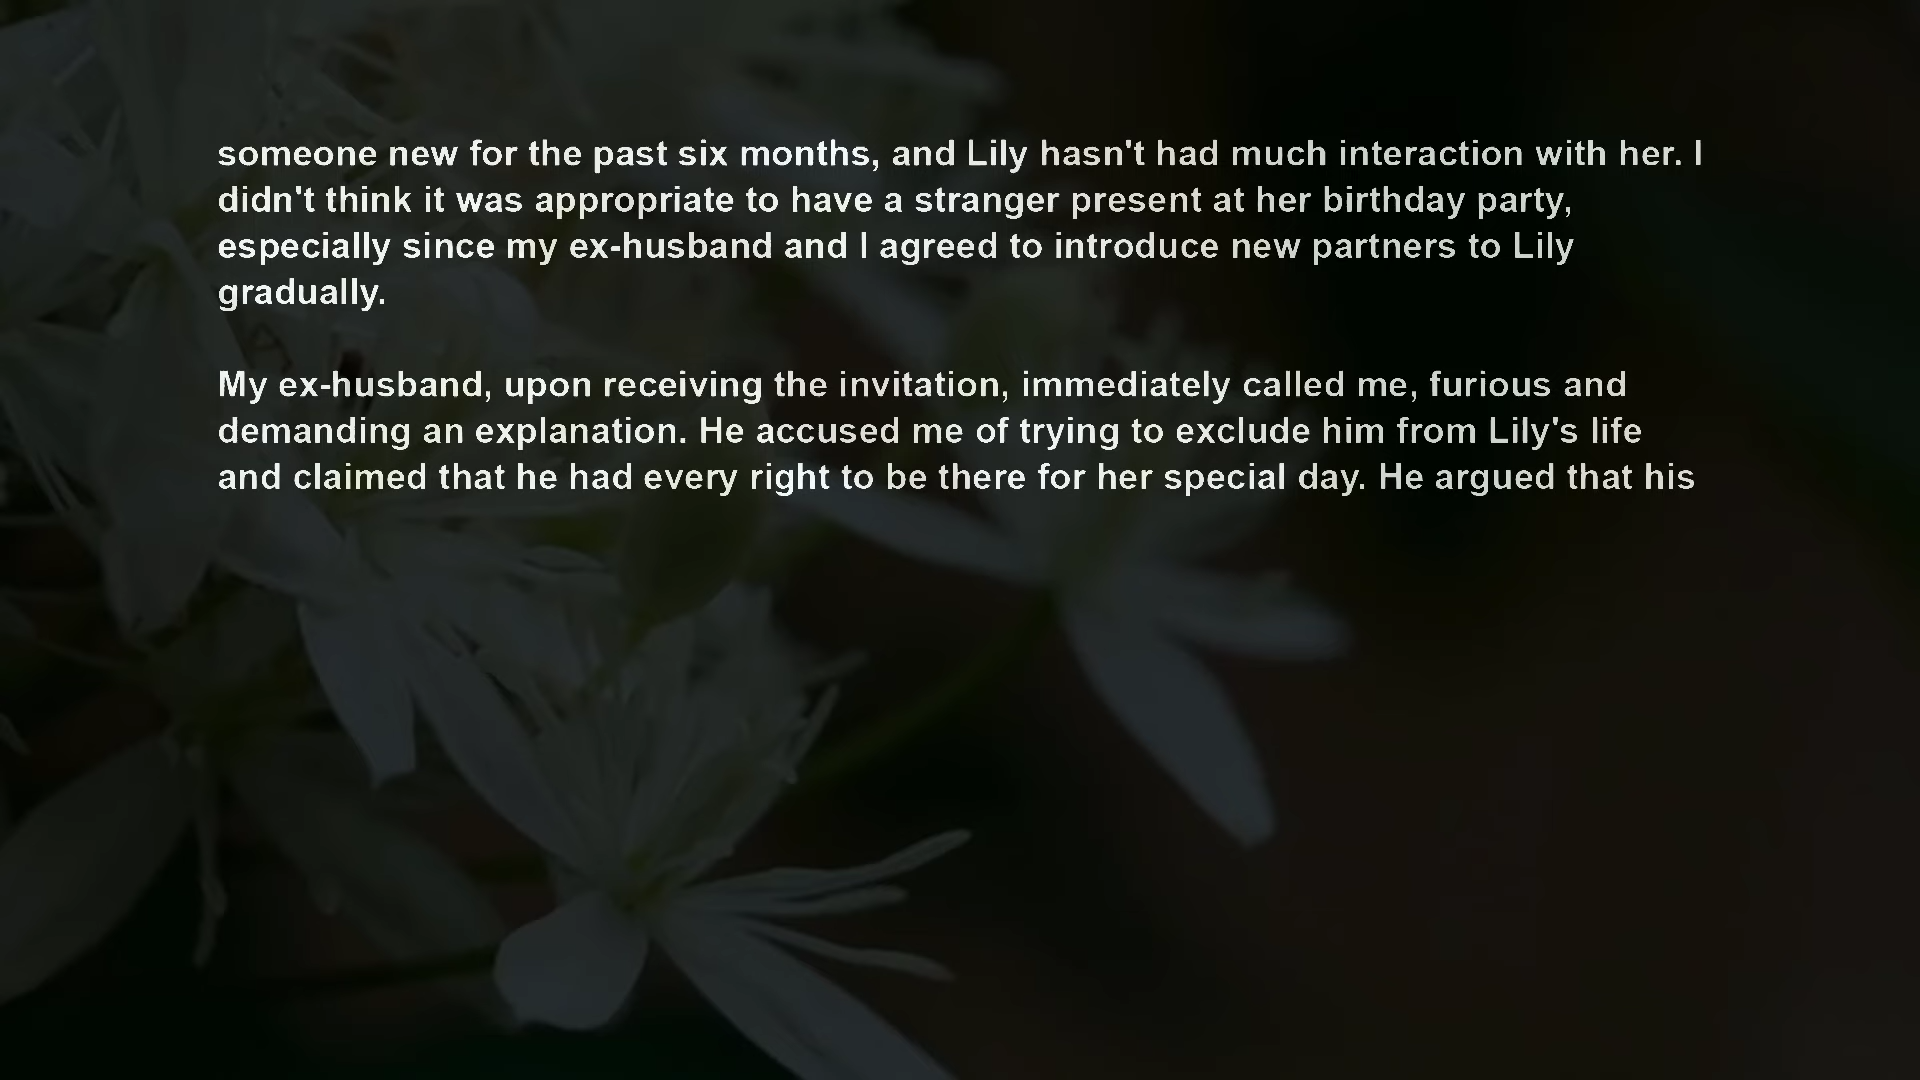 someone new for the past six months, and Lily hasn't had much interaction with her. I
didn't think it was appropriate to have a stranger present at her birthday party,
especially since my ex-husband and I agreed to introduce new partners to Lily
gradually.
My ex-husband, upon receiving the invitation, immediately called me, furious and
demanding an explanation. He accused me of trying to exclude him from Lily's life
and claimed that he had every right to be there for her special day. He argued that his